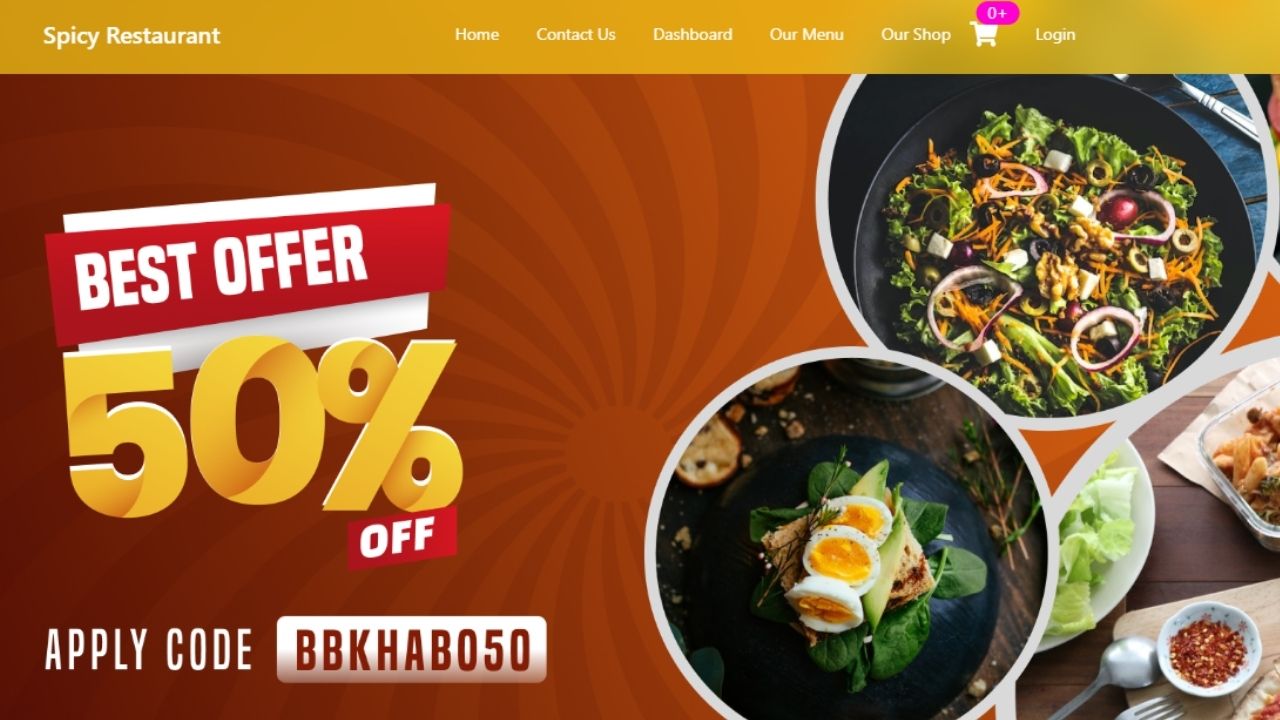 Spicy Restaurant
Home Contact Us Dashboard Our Menu Our Shop 0+ Login
BEST OFFER
50%
OFF
APPLY CODE BBKHABO50